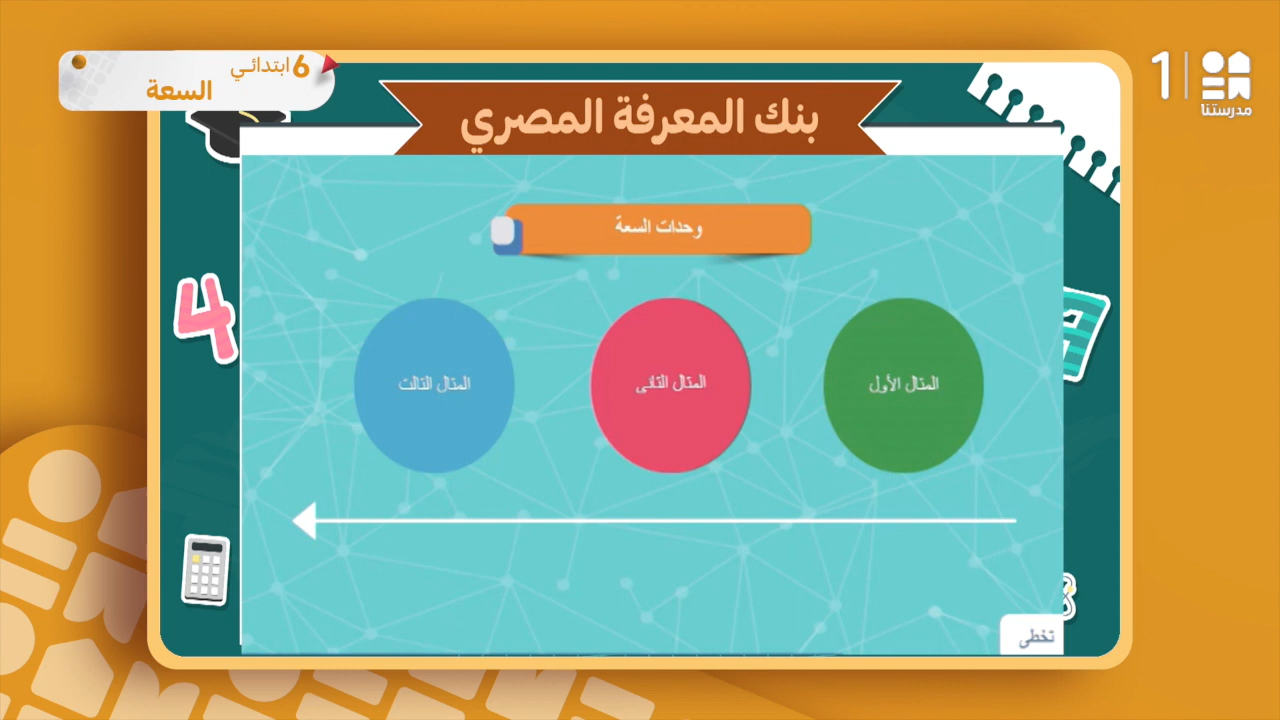 6 ابتدائي
السعة
1
مدرستنا
بنك المعرفة المصري
وحدات السعة
المثال الأول
المثال الثانى
المثال الثالث
4
تخطى